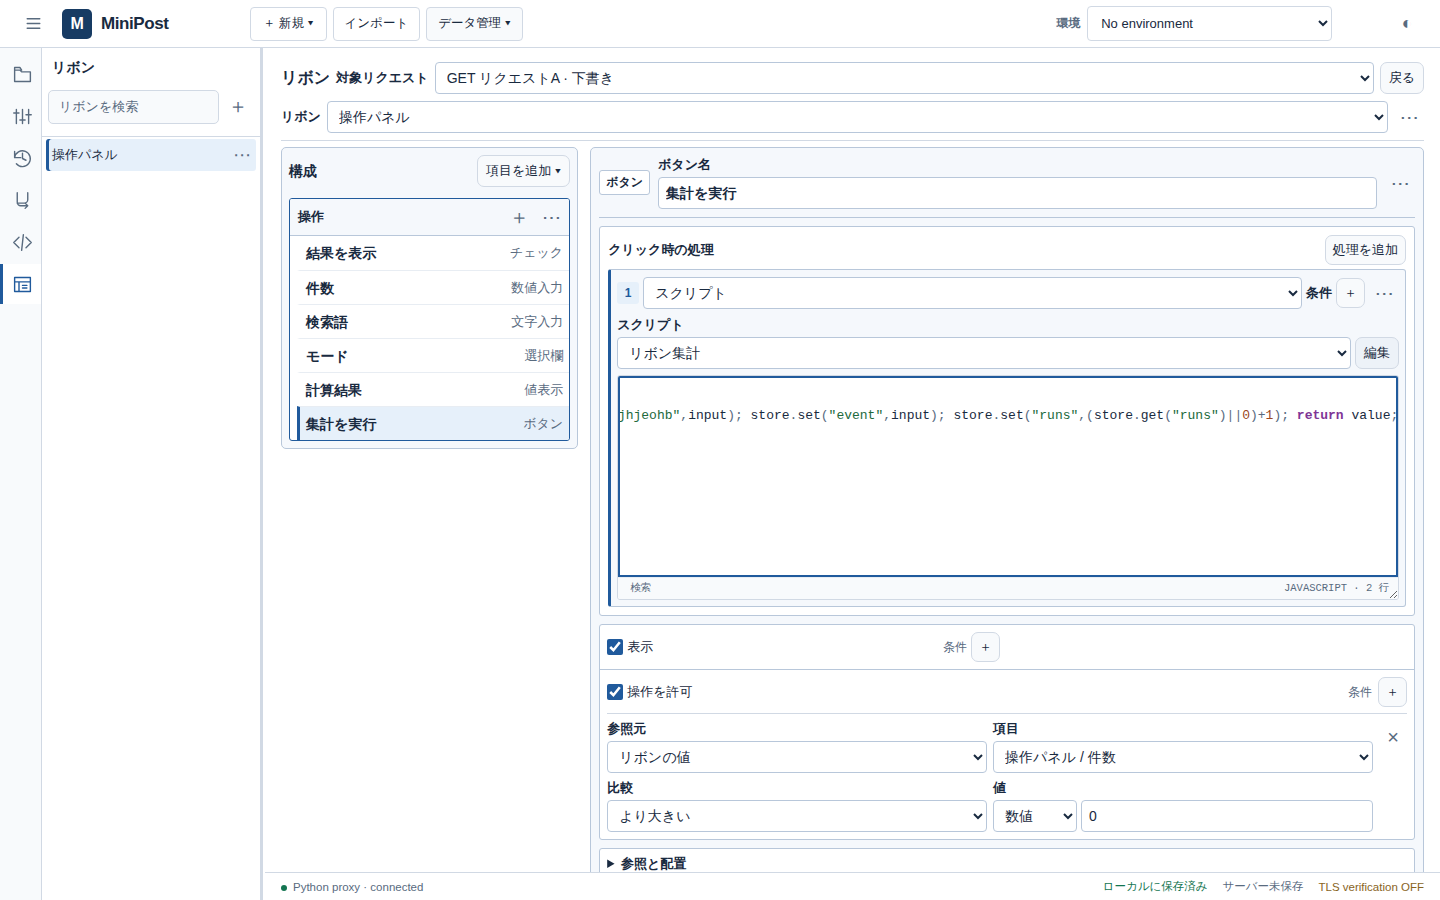 M MiniPost ＋ 新規 ▾ インポート データ管理 ▾ 環境 No environment
リボン
リボンを検索 ＋
操作パネル ···
リボン 対象リクエスト GET リクエストA · 下書き 戻る
リボン 操作パネル ···
構成 項目を追加 ▾
操作 ＋ ···
結果を表示 チェック
件数 数値入力
検索語 文字入力
モード 選択欄
計算結果 値表示
集計を実行 ボタン
ボタン ボタン名 ···
集計を実行
クリック時の処理 処理を追加
1 スクリプト 条件 ＋ ···
スクリプト
リボン集計 編集
jhjeohb",input); store.set("event",input); store.set("runs",(store.get("runs")||0)+1); return value;
検索 JAVASCRIPT · 2 行
表示 条件 ＋
操作を許可 条件 ＋
参照元 項目 ×
リボンの値 操作パネル / 件数
比較 値
より大きい 数値 0
▶ 参照と配置
Python proxy · connected ローカルに保存済み サーバー未保存 TLS verification OFF